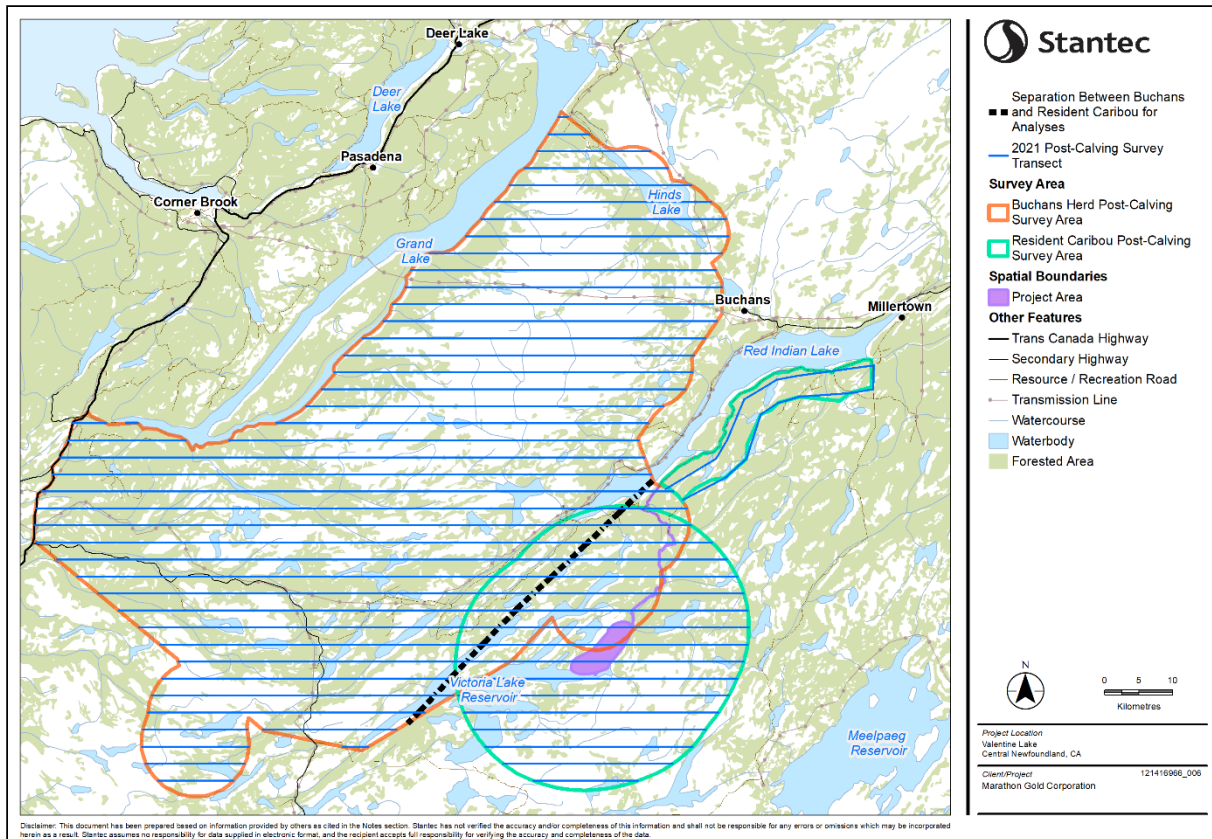 Deer Lake
Deer
Lake
Pasadena
Corner Brook
Hinds
Lake
Grand
Lake
Buchans
Millertown
Red Indian Lake
Victoria Lake
Reservoir
Meelpaeg
Reservoir
Stantec
Separation Between Buchans
and Resident Caribou for
Analyses
2021 Post-Calving Survey
Transect
Survey Area
Buchans Herd Post-Calving
Survey Area
Resident Caribou Post-Calving
Survey Area
Spatial Boundaries
Project Area
Other Features
Trans Canada Highway
Secondary Highway
Resource / Recreation Road
Transmission Line
Watercourse
Waterbody
Forested Area
N
0 5 10
Kilometres
Project Location
Valentine Lake
Central Newfoundland, CA
Client/Project 121416966_006
Marathon Gold Corporation
Disclaimer: This document has been prepared based on information provided by others as cited in the Notes section. Stantec has not verified the accuracy and/or completeness of this information and shall not be responsible for any errors or omissions which may be incorporated
herein as a result. Stantec assumes no responsibility for data supplied in electronic format, and the recipient accepts full responsibility for verifying the accuracy and completeness of the data.